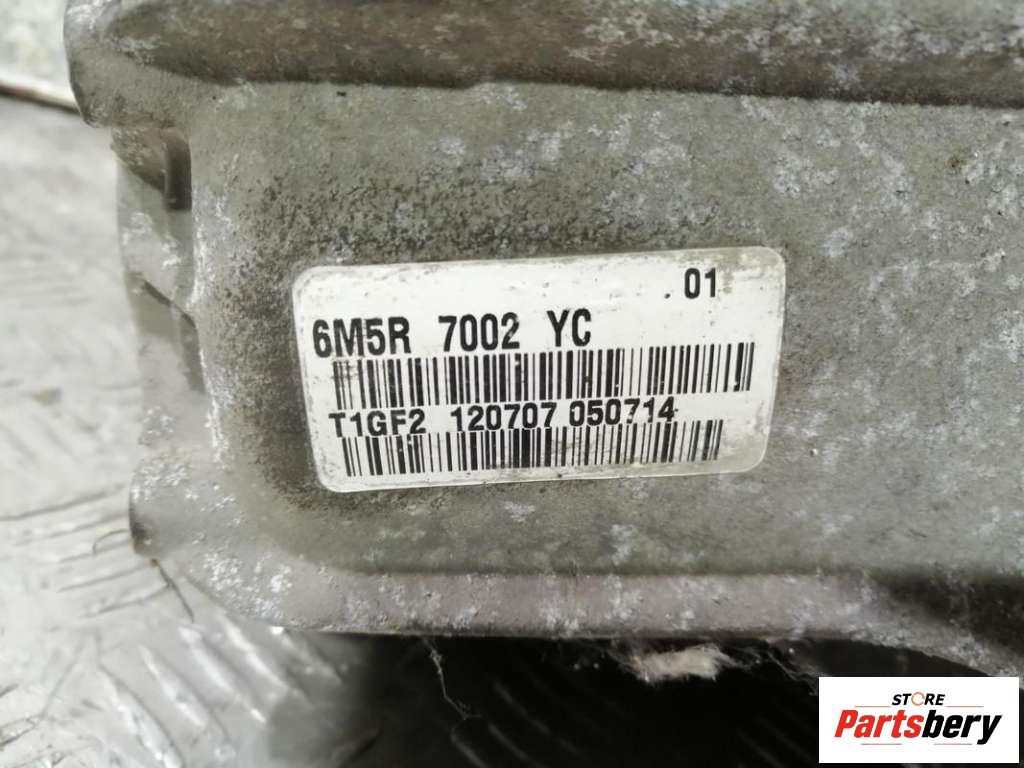 . 01
6M5R 7002 YC
T1GF2 120707 050714
STORE
Partsbery